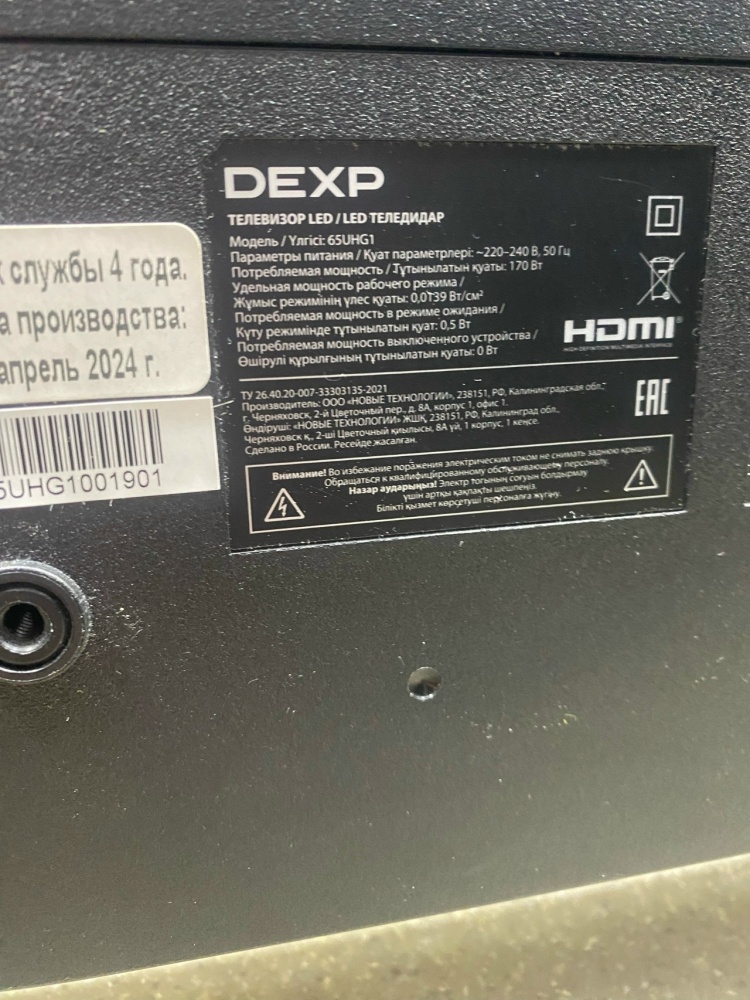 DEXP
ТЕЛЕВИЗОР LED / LED ТЕЛЕДИДАР
Модель / Үлгісі: 65UHG1
Параметры питания / Қуат параметрлері: ~220-240 В, 50 Гц
Потребляемая мощность / Тұтынылатын қуаты: 170 Вт
Удельная мощность рабочего режима /
Жұмыс режимінің үлес қуаты: 0,0139 Вт/см²
Потребляемая мощность в режиме ожидания /
Күту режимінде тұтынылатын қуат: 0,5 Вт
Потребляемая мощность выключенного устройства /
Өшірулі құрылғының тұтынылатын қуаты: 0 Вт
HDMI®
HIGH-DEFINITION MULTIMEDIA INTERFACE
ТУ 26.40.20-007-33303135-2021
Производитель: ООО «НОВЫЕ ТЕХНОЛОГИИ», 238151, РФ, Калининградская обл.,
г. Черняховск, 2-й Цветочный пер., д. 8А, корпус 1, офис 1.
Өндіруші: «НОВЫЕ ТЕХНОЛОГИИ» ЖШҚ, 238151, РФ, Калининград обл.,
Черняховск қ., 2-ші Цветочный қиылысы, 8А үй, 1 корпус, 1 кеңсе.
Сделано в России. Ресейде жасалған.
EAC
Внимание! Во избежание поражения электрическим током не снимать заднюю крышку.
Обращаться к квалифицированному обслуживающему персоналу.
Назар аударыңыз! Электр тоғының соғуын болдырмау
үшін артқы қақпақты шешпеңіз.
Білікті қызмет көрсетуші персоналға жүгіну.
к службы 4 года.
а производства:
апрель 2024 г.
5UHG1001901